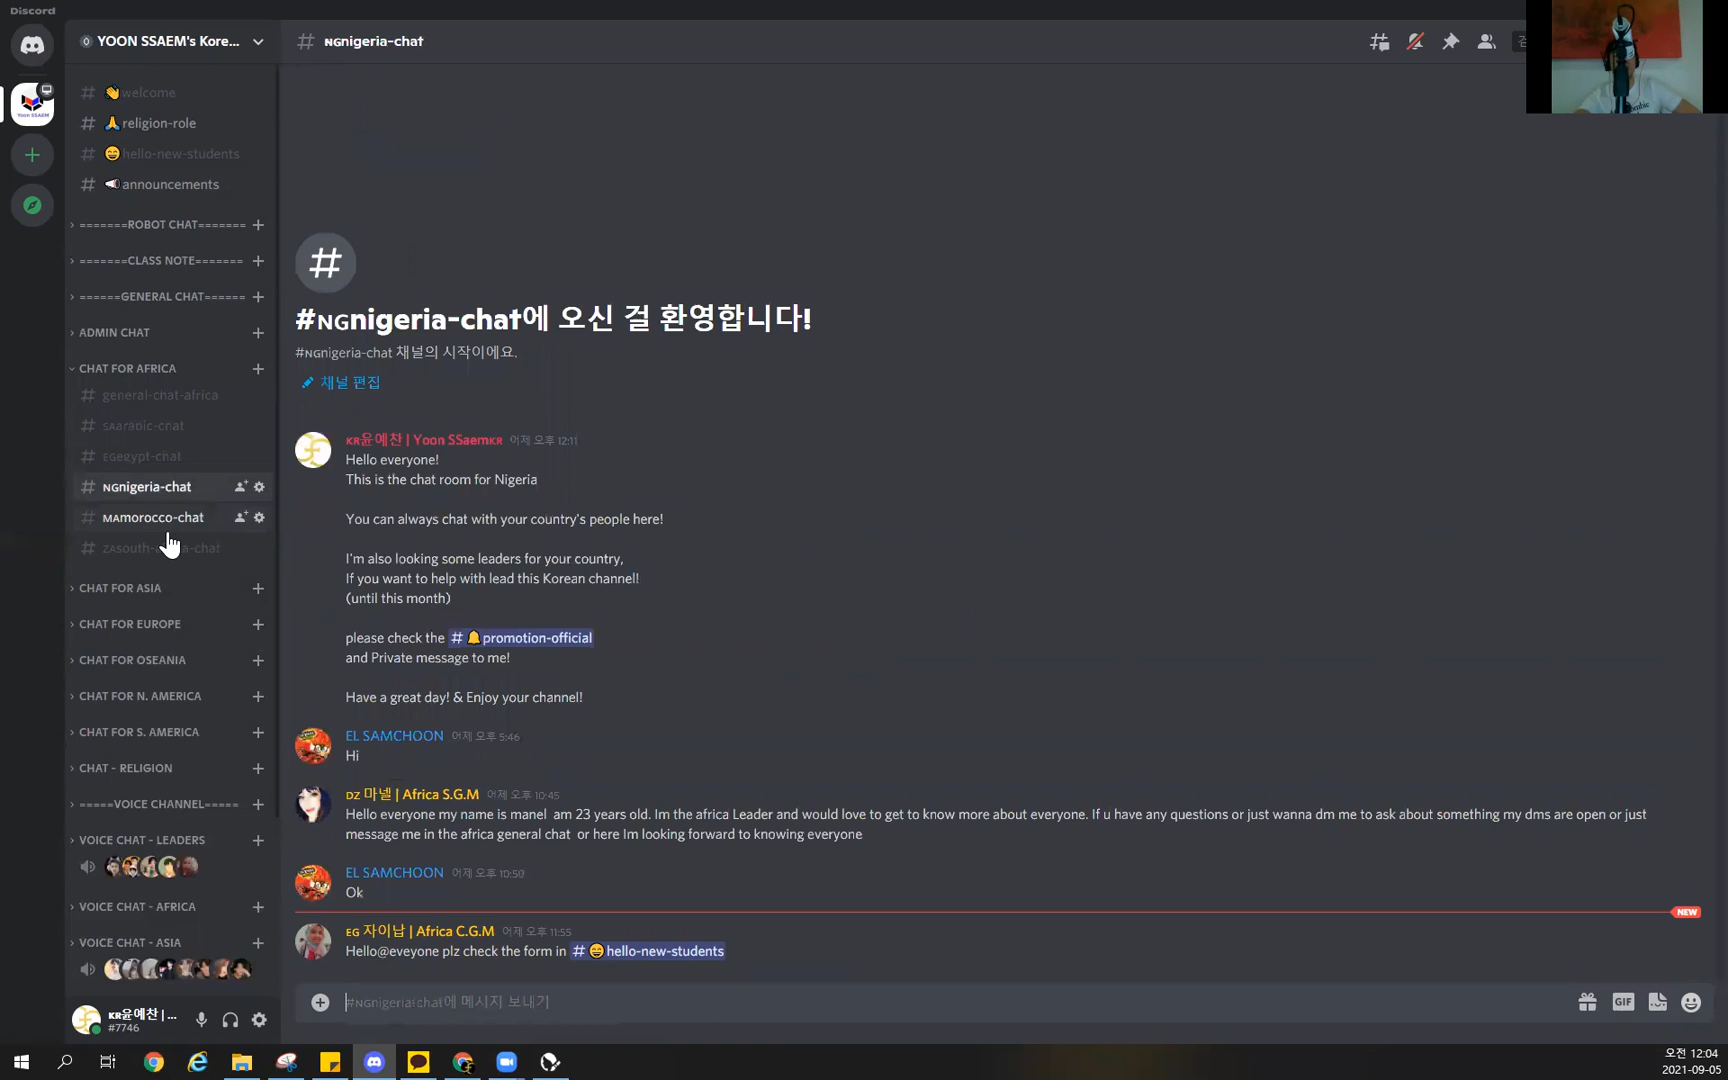 Discord
YOON SSAEM's Kore...
# NGnigeria-chat
Yoon SSAEM
# 👋welcome
# 🙏religion-role
# 😄hello-new-students
# 📢announcements
=======ROBOT CHAT=======
=======CLASS NOTE=======
======GENERAL CHAT======
ADMIN CHAT
CHAT FOR AFRICA
# general-chat-africa
# SAarabic-chat
# EGegypt-chat
# NGnigeria-chat
# MAmorocco-chat
CHAT FOR ASIA
CHAT FOR EUROPE
CHAT FOR OSEANIA
CHAT FOR N. AMERICA
CHAT FOR S. AMERICA
CHAT - RELIGION
=====VOICE CHANNEL=====
VOICE CHAT - LEADERS
VOICE CHAT - AFRICA
VOICE CHAT - ASIA
KR윤예찬 | ...
#7746
#NGnigeria-chat에 오신 걸 환영합니다!
#NGnigeria-chat 채널의 시작이에요.
채널 편집
KR윤예찬 | Yoon SSaemKR 어제 오후 12:11
Hello everyone!
This is the chat room for Nigeria
You can always chat with your country's people here!
I'm also looking some leaders for your country,
If you want to help with lead this Korean channel!
(until this month)
please check the # 🔔promotion-official
and Private message to me!
Have a great day! & Enjoy your channel!
EL SAMCHOON 어제 오후 5:46
Hi
DZ 마넬 | Africa S.G.M 어제 오후 10:45
Hello everyone my name is manel am 23 years old. Im the africa Leader and would love to get to know more about everyone. If u have any questions or just wanna dm me to ask about something my dms are open or just
message me in the africa general chat or here Im looking forward to knowing everyone
EL SAMCHOON 어제 오후 10:50
Ok
NEW
EG 자이납 | Africa C.G.M 어제 오후 11:55
Hello@eveyone plz check the form in # 😄hello-new-students
#NGnigeria-chat에 메시지 보내기
GIF
오전 12:04
2021-09-05